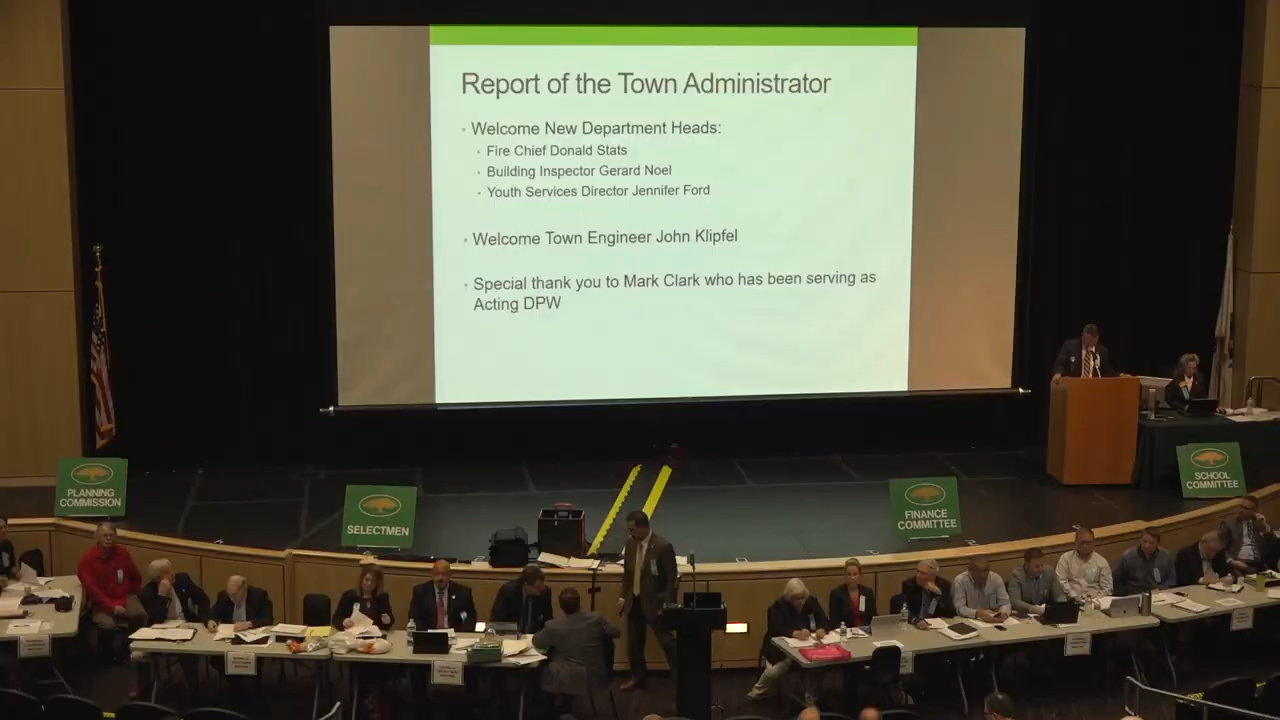 Report of the Town Administrator
• Welcome New Department Heads:
• Fire Chief Donald Stats
• Building Inspector Gerard Noel
• Youth Services Director Jennifer Ford
• Welcome Town Engineer John Klipfel
• Special thank you to Mark Clark who has been serving as
Acting DPW
PLANNING
COMMISSION
SELECTMEN
FINANCE
COMMITTEE
SCHOOL
COMMITTEE